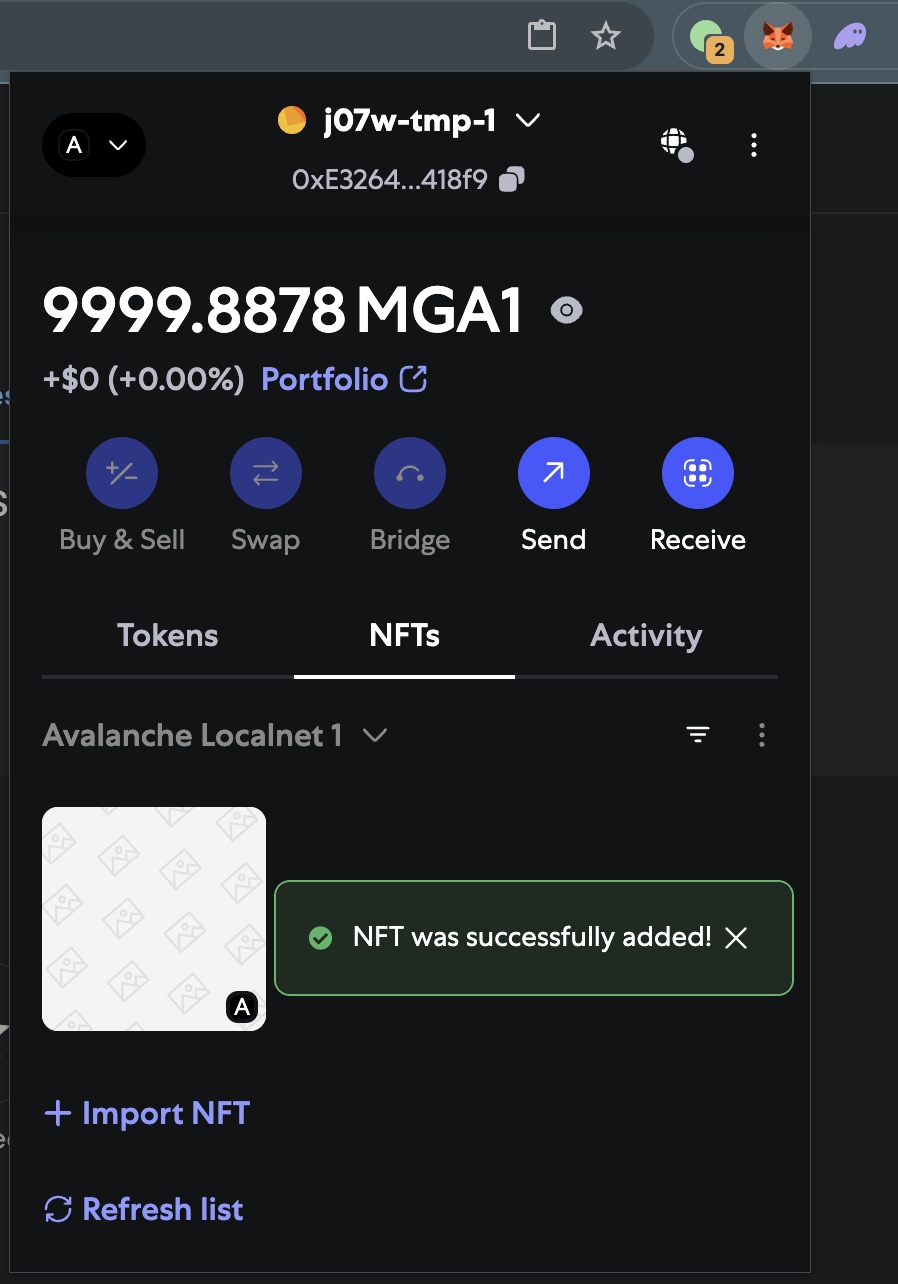 2
A
j07w-tmp-1
0xE3264...418f9
9999.8878 MGA1
+$0 (+0.00%) Portfolio
Buy & Sell
Swap
Bridge
Send
Receive
Tokens
NFTs
Activity
Avalanche Localnet 1
NFT was successfully added!
A
Import NFT
Refresh list